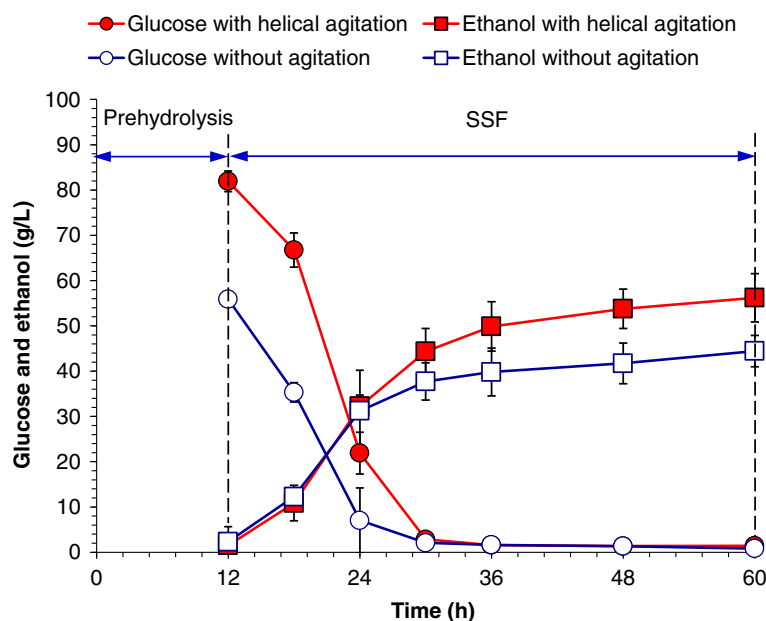 Glucose with helical agitation Ethanol with helical agitation
Glucose without agitation Ethanol without agitation
100
Prehydrolysis SSF
90
80
70
60
50
40
30
20
10
0
0 12 24 36 48 60
Glucose and ethanol (g/L)
Time (h)